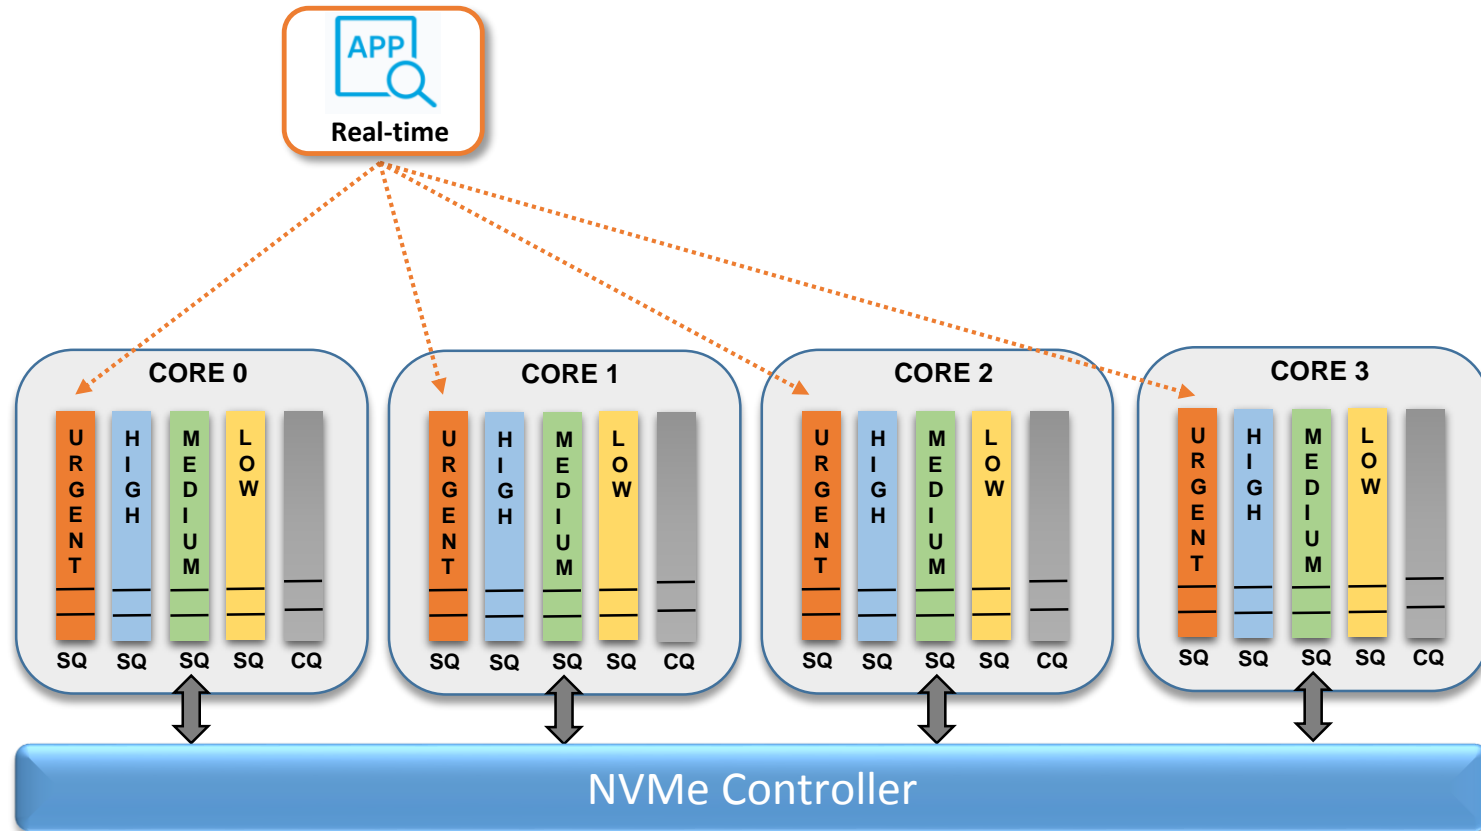 APP
Real-time
CORE 0
URGENT
HIGH
MEDIUM
LOW
SQ SQ SQ SQ CQ
CORE 1
URGENT
HIGH
MEDIUM
LOW
SQ SQ SQ SQ CQ
CORE 2
URGENT
HIGH
MEDIUM
LOW
SQ SQ SQ SQ CQ
CORE 3
URGENT
HIGH
MEDIUM
LOW
SQ SQ SQ SQ CQ
NVMe Controller